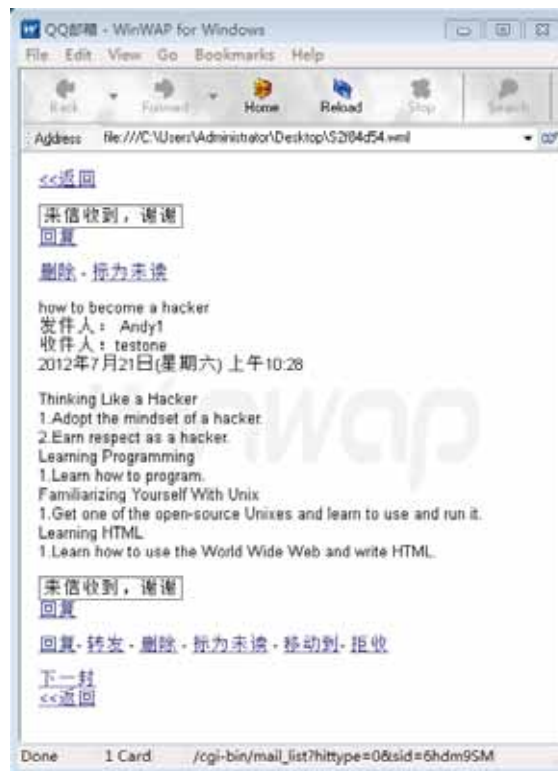 QQ邮箱 - WinWAP for Windows
File Edit View Go Bookmarks Help
Back Forward Home Reload Stop Search
Address file:///C:\Users\Administrator\Desktop\S2f84d54.wml
<<返回
来信收到，谢谢
回复
删除 - 标为未读
how to become a hacker
发件人： Andy1
收件人：testone
2012年7月21日(星期六) 上午10:28
Thinking Like a Hacker
1.Adopt the mindset of a hacker.
2.Earn respect as a hacker.
Learning Programming
1.Learn how to program.
Familiarizing Yourself With Unix
1.Get one of the open-source Unixes and learn to use and run it.
Learning HTML
1.Learn how to use the World Wide Web and write HTML.
来信收到，谢谢
回复
回复 - 转发 - 删除 - 标为未读 - 移动到 - 拒收
下一封
<<返回
Done 1 Card /cgi-bin/mail_list?hittype=0&sid=6hdm9SM
winwap